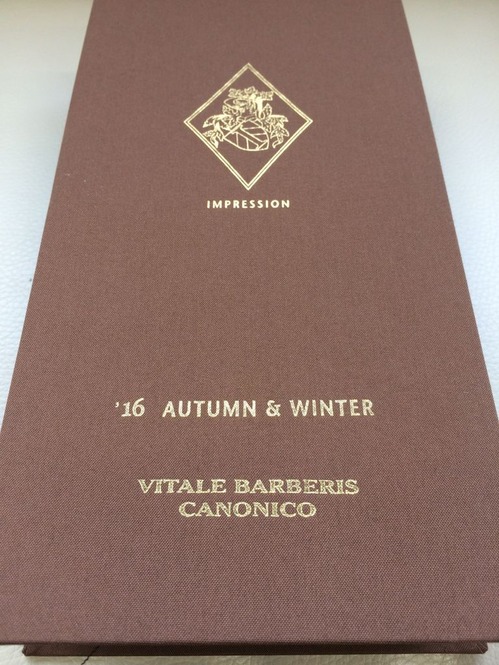 IMPRESSION
’16 AUTUMN & WINTER
VITALE BARBERIS
CANONICO